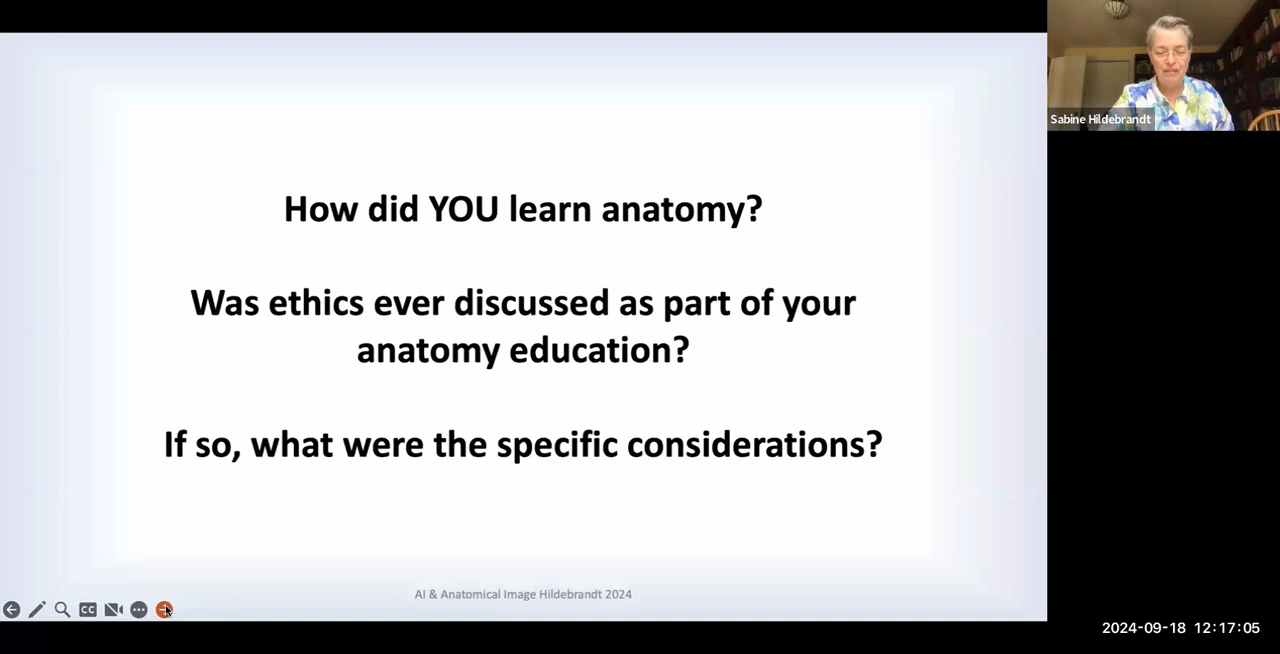 How did YOU learn anatomy?
Was ethics ever discussed as part of your
anatomy education?
If so, what were the specific considerations?
AI & Anatomical Image Hildebrandt 2024
CC
Sabine Hildebrandt
2024-09-18 12:17:05